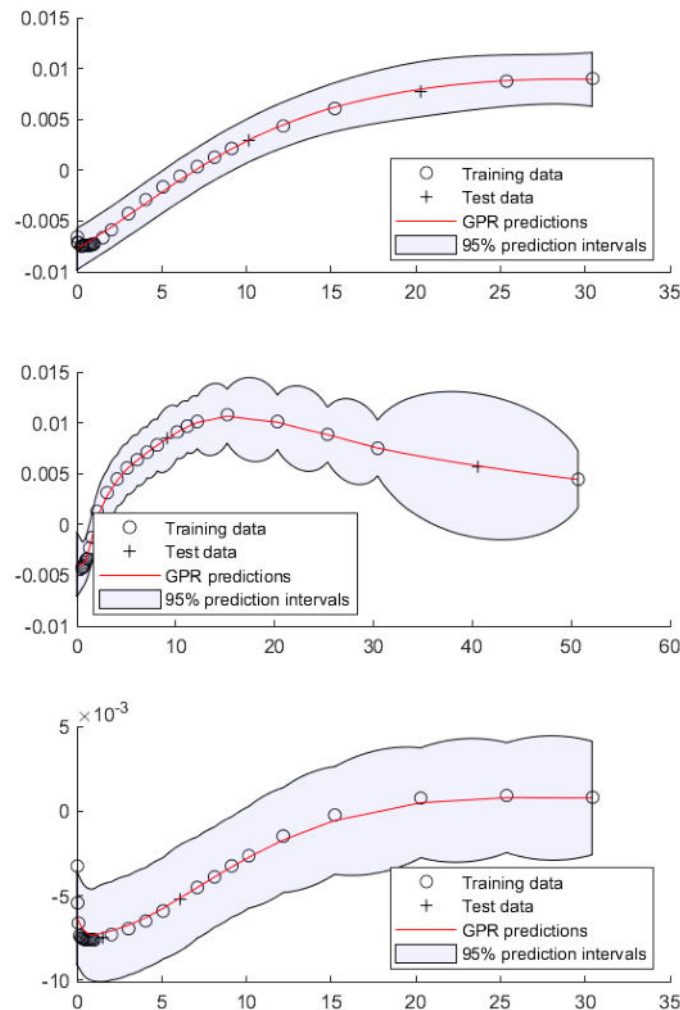 0.015
0.01
0.005
0
-0.005
-0.01
0 5 10 15 20 25 30 35
Training data
Test data
GPR predictions
95% prediction intervals
0.015
0.01
0.005
0
-0.005
-0.01
0 10 20 30 40 50 60
Training data
Test data
GPR predictions
95% prediction intervals
× 10⁻³
5
0
-5
-10
0 5 10 15 20 25 30 35
Training data
Test data
GPR predictions
95% prediction intervals